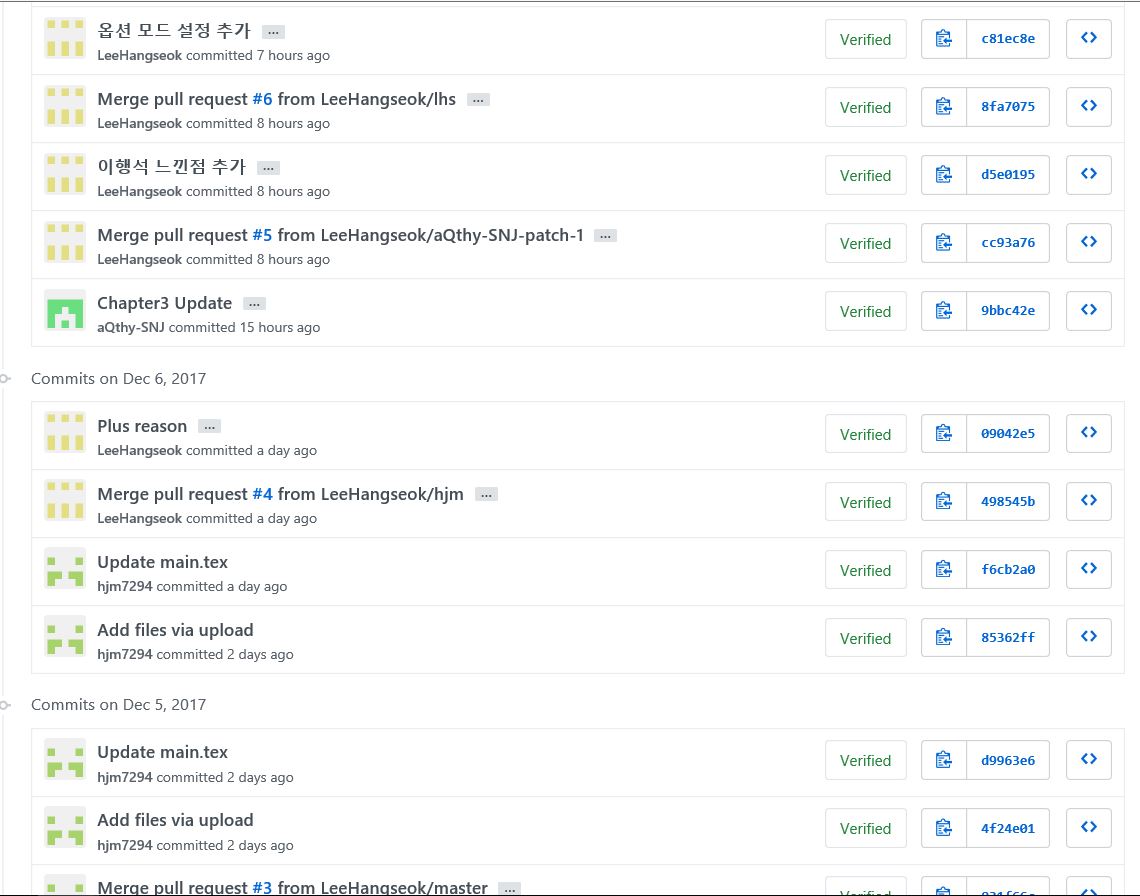 옵션 모드 설정 추가 ...
LeeHangseok committed 7 hours ago
Verified
c81ec8e
Merge pull request #6 from LeeHangseok/lhs ...
LeeHangseok committed 8 hours ago
Verified
8fa7075
이행석 느낀점 추가 ...
LeeHangseok committed 8 hours ago
Verified
d5e0195
Merge pull request #5 from LeeHangseok/aQthy-SNJ-patch-1 ...
LeeHangseok committed 8 hours ago
Verified
cc93a76
Chapter3 Update ...
aQthy-SNJ committed 15 hours ago
Verified
9bbc42e
Commits on Dec 6, 2017
Plus reason ...
LeeHangseok committed a day ago
Verified
09042e5
Merge pull request #4 from LeeHangseok/hjm ...
LeeHangseok committed a day ago
Verified
498545b
Update main.tex
hjm7294 committed a day ago
Verified
f6cb2a0
Add files via upload
hjm7294 committed 2 days ago
Verified
85362ff
Commits on Dec 5, 2017
Update main.tex
hjm7294 committed 2 days ago
Verified
d9963e6
Add files via upload
hjm7294 committed 2 days ago
Verified
4f24e01
Merge pull request #3 from LeeHangseok/master ...
Verified